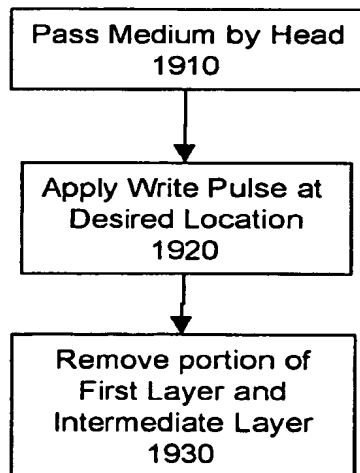 Pass Medium by Head
1910
Apply Write Pulse at
Desired Location
1920
Remove portion of
First Layer and
Intermediate Layer
1930